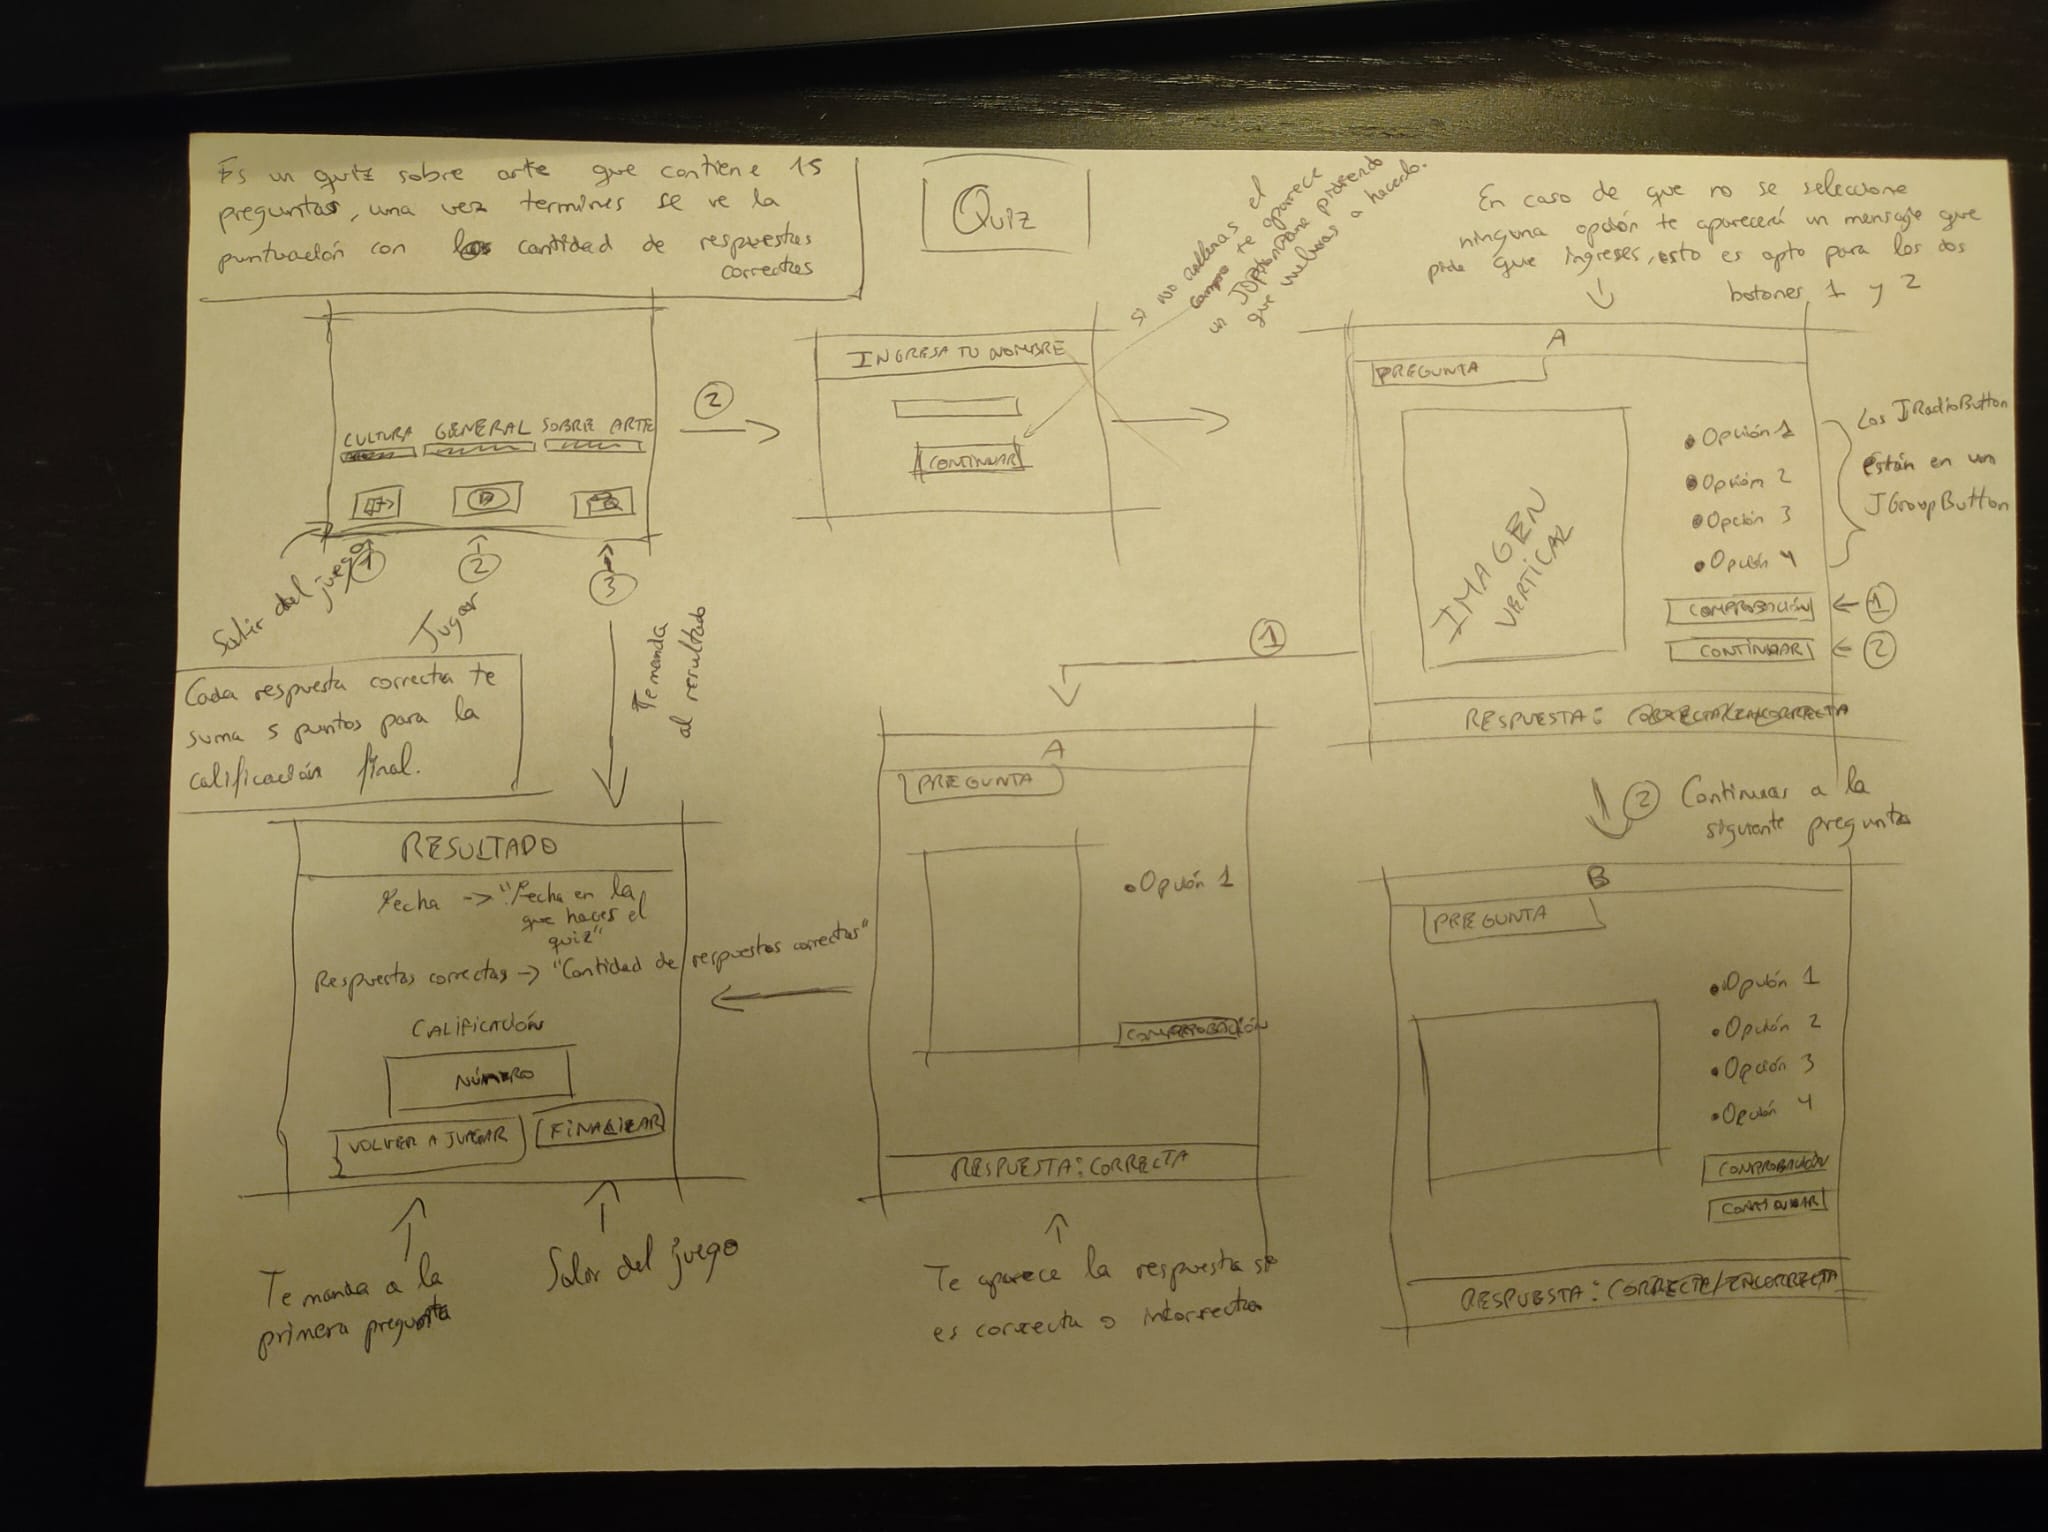 Es un quiz sobre arte que contiene 15
preguntas, una vez termines se ve la
puntuación con la cantidad de respuestas
correctas
QUIZ
si no rellenas el
campo te aparece
un JOptionPane pidiendo
que vuelvas a hacerlo.
En caso de que no se seleccione
ninguna opción te aparecerá un mensaje que
pide que ingreses, esto es apto para los dos
botones 1 y 2
CULTURA GENERAL SOBRE ARTE
1
2
3
Salir del juego
Jugar
Te manda
al resultado
2
INGRESA TU NOMBRE
CONTINUAR
A
PREGUNTA
IMAGEN
VERTICAL
Opción 1
Opción 2
Opción 3
Opción 4
Los JRadioButton
están en un
JGroupButton
COMPROBACIÓN
1
CONTINUAR
2
RESPUESTA: CORRECTA/INCORRECTA
1
2 Continuar a la
siguiente pregunta
Cada respuesta correcta te
suma 5 puntos para la
calificación final.
RESULTADO
Fecha -> "Fecha en la
que haces el
quiz"
Respuestas correctas -> "Cantidad de respuestas correctas"
CALIFICACIÓN
NÚMERO
VOLVER A JUGAR
FINALIZAR
Te manda a la
primera pregunta
Salir del juego
A
PREGUNTA
Opción 1
COMPROBACIÓN
RESPUESTA: CORRECTA
Te aparece la respuesta si
es correcta o incorrecta
B
PREGUNTA
Opción 1
Opción 2
Opción 3
Opción 4
COMPROBACIÓN
CONTINUAR
RESPUESTA: CORRECTA/INCORRECTA